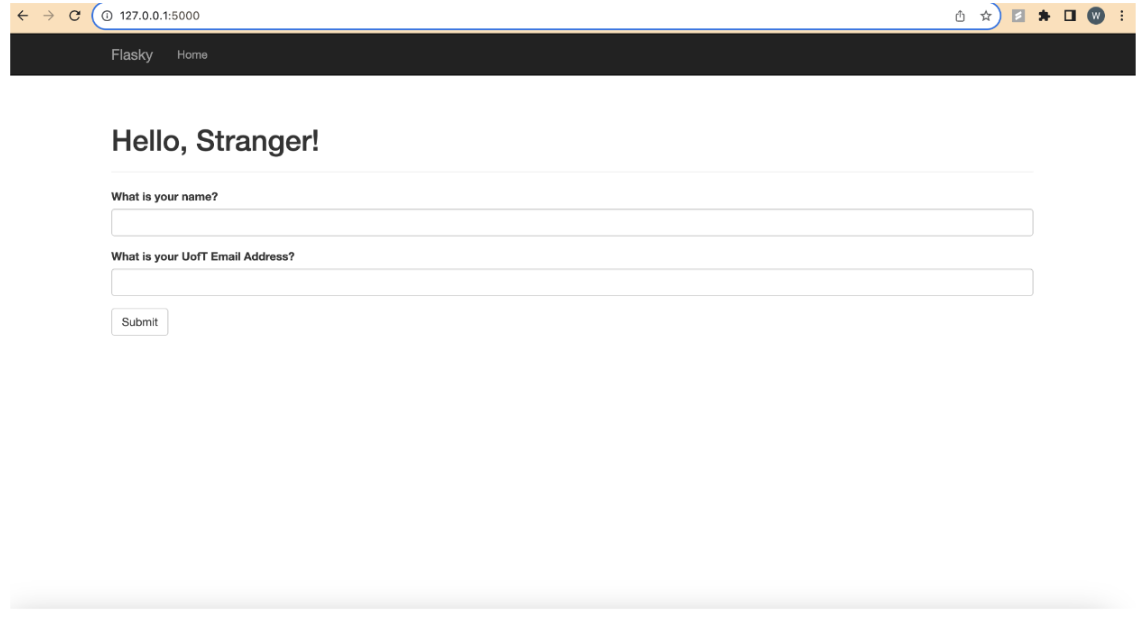 127.0.0.1:5000
W
Flasky Home
Hello, Stranger!
What is your name?
What is your UofT Email Address?
Submit